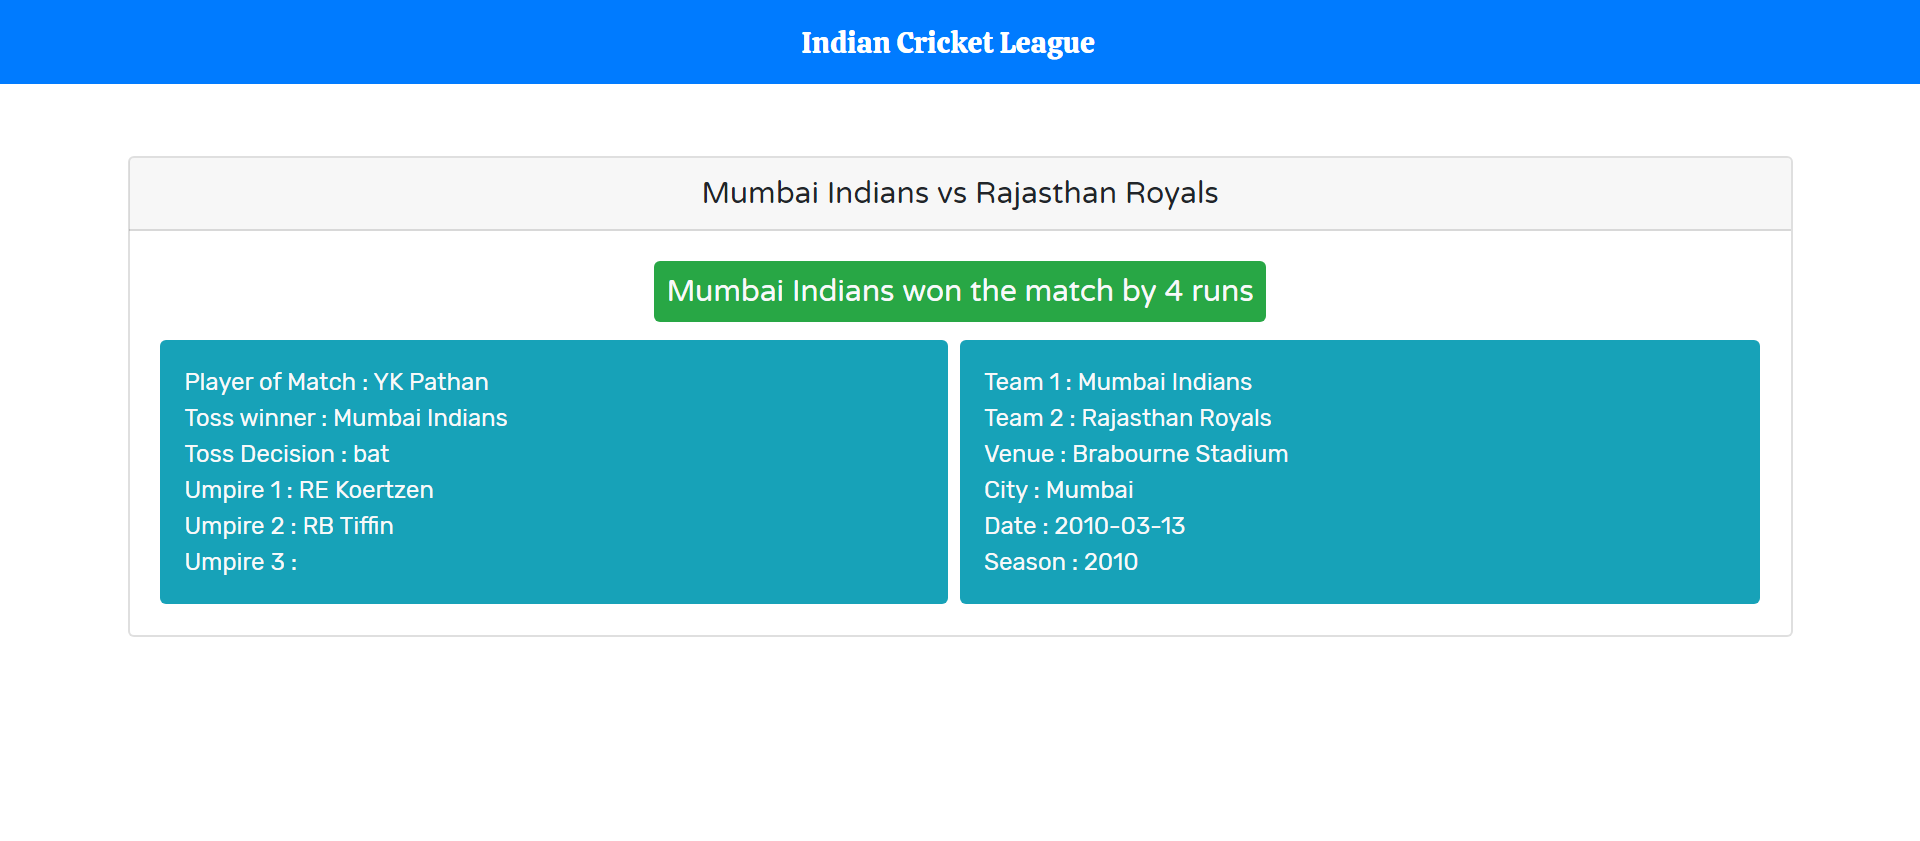 Indian Cricket League
Mumbai Indians vs Rajasthan Royals
Mumbai Indians won the match by 4 runs
Player of Match : YK Pathan
Toss winner : Mumbai Indians
Toss Decision : bat
Umpire 1 : RE Koertzen
Umpire 2 : RB Tiffin
Umpire 3 :
Team 1 : Mumbai Indians
Team 2 : Rajasthan Royals
Venue : Brabourne Stadium
City : Mumbai
Date : 2010-03-13
Season : 2010